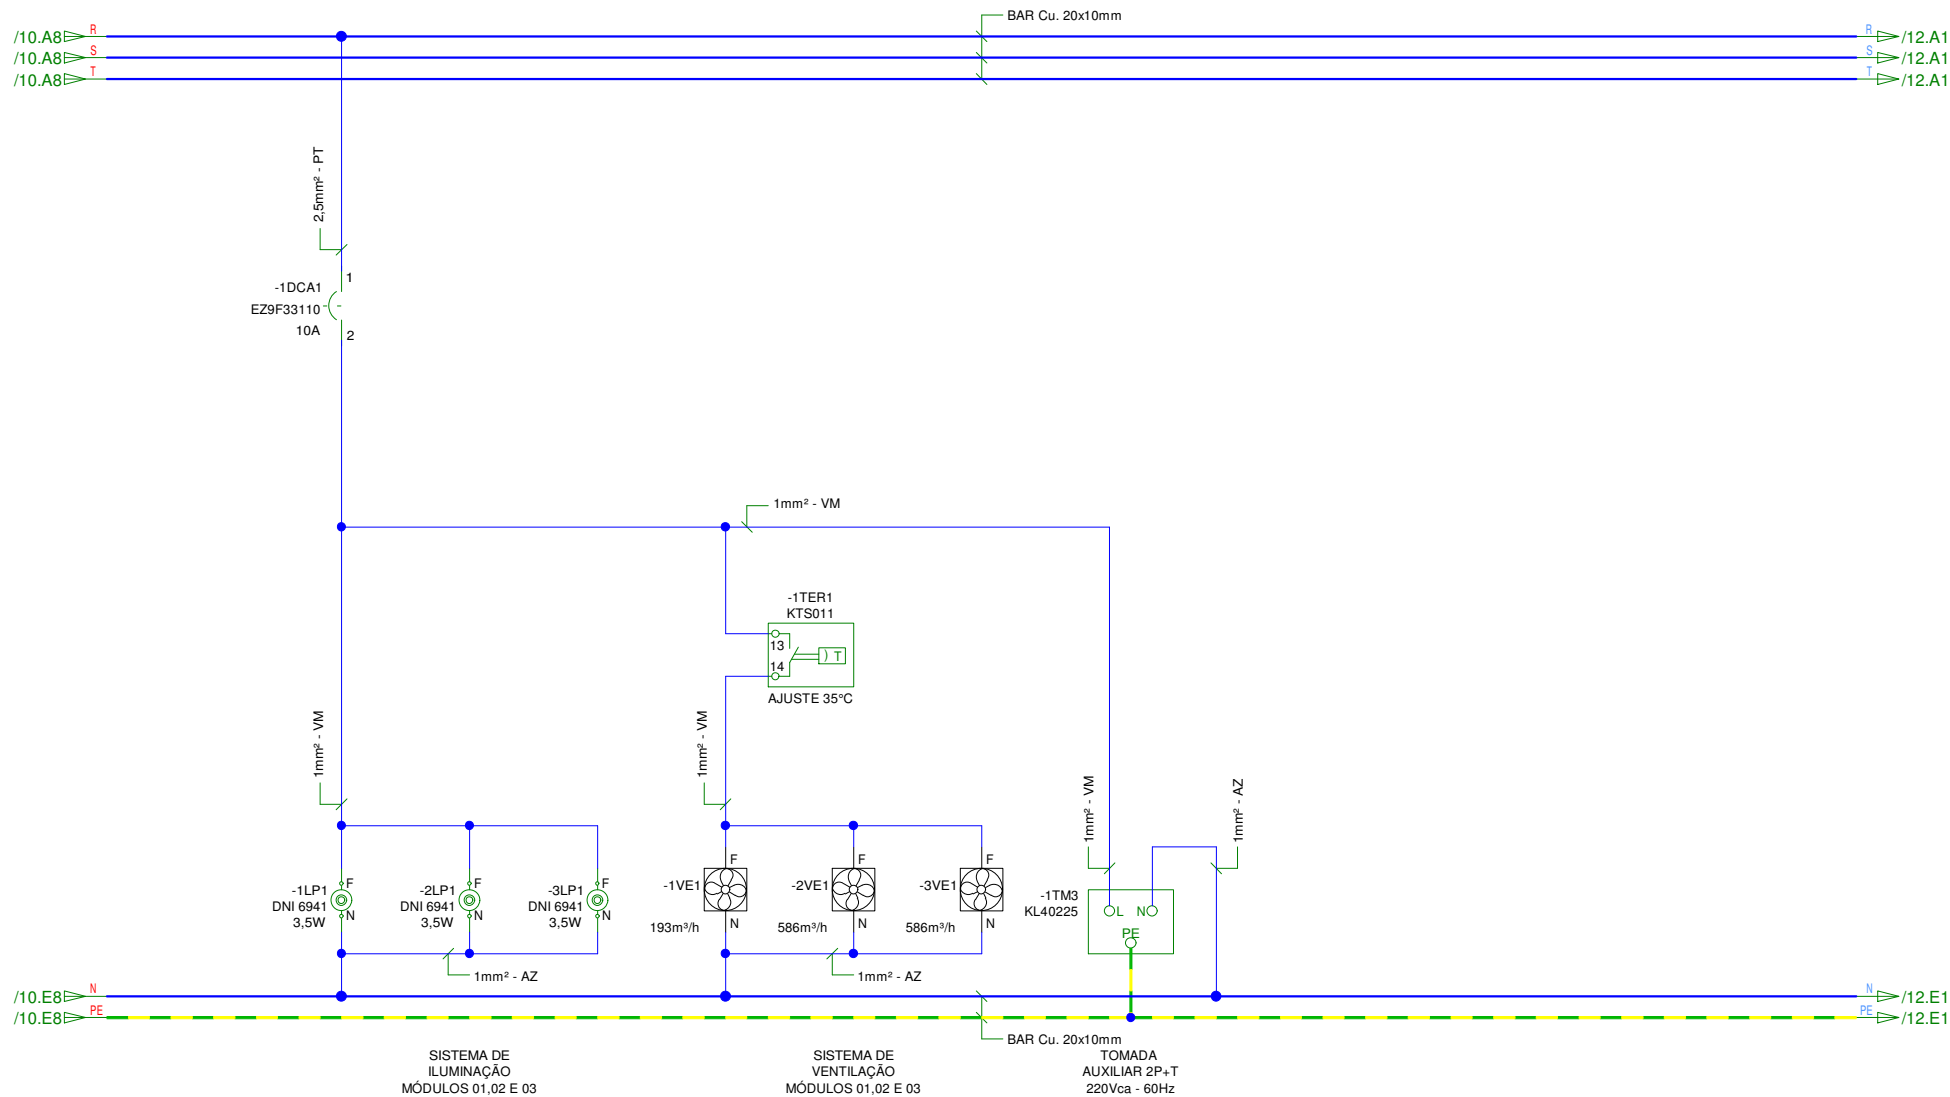 BAR Cu. 20x10mm
/10.A8 R R /12.A1
/10.A8 S S /12.A1
/10.A8 T T /12.A1
2,5mm² - PT
1
-1DCA1
EZ9F33110
10A
2
1mm² - VM
-1TER1
KTS011
13
14
T
AJUSTE 35°C
1mm² - VM
1mm² - VM
1mm² - VM
1mm² - AZ
F F F F F F
-1LP1
DNI 6941
3,5W
N
-2LP1
DNI 6941
3,5W
N
-3LP1
DNI 6941
3,5W
N
-1VE1
193m³/h
N
-2VE1
586m³/h
N
-3VE1
586m³/h
N
-1TM3
KL40225
L N
PE
1mm² - AZ
1mm² - AZ
/10.E8 N N /12.E1
/10.E8 PE PE /12.E1
BAR Cu. 20x10mm
SISTEMA DE
ILUMINAÇÃO
MÓDULOS 01,02 E 03
SISTEMA DE
VENTILAÇÃO
MÓDULOS 01,02 E 03
TOMADA
AUXILIAR 2P+T
220Vca - 60Hz